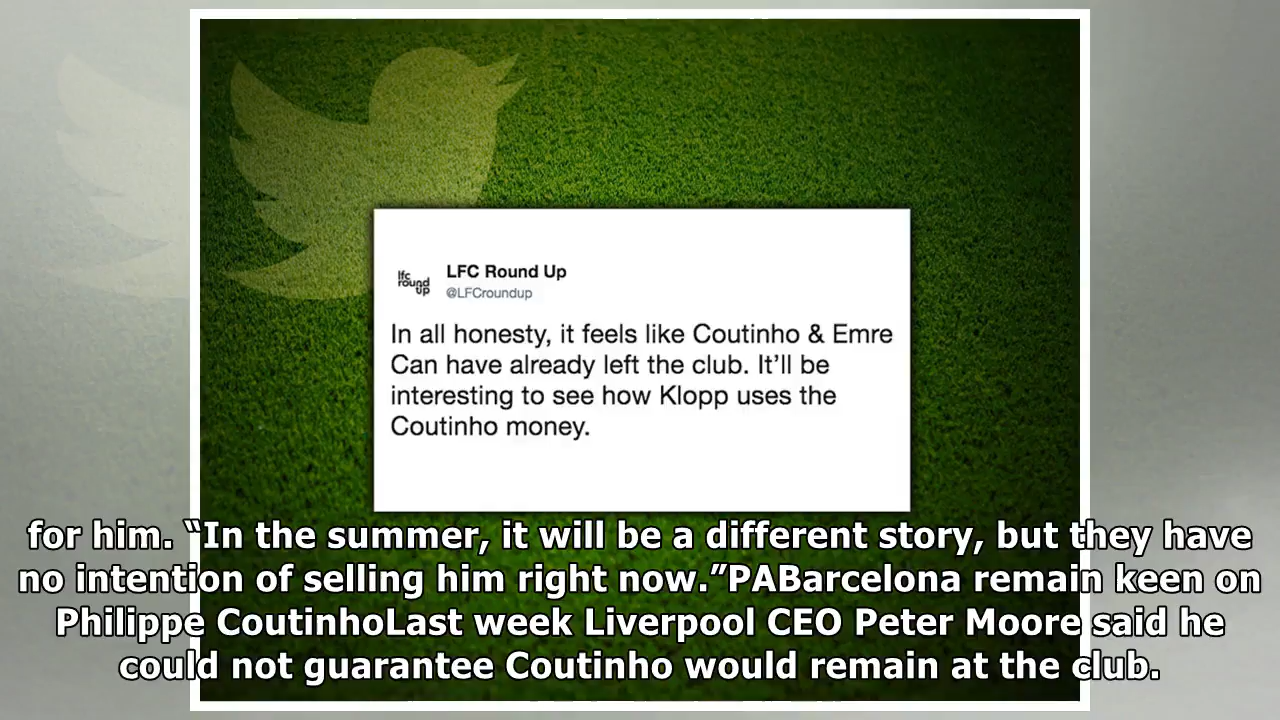 lfc
round
up
LFC Round Up
@LFCroundup
In all honesty, it feels like Coutinho & Emre
Can have already left the club. It’ll be
interesting to see how Klopp uses the
Coutinho money.
for him. “In the summer, it will be a different story, but they have
no intention of selling him right now.”PABarcelona remain keen on
Philippe CoutinhoLast week Liverpool CEO Peter Moore said he
could not guarantee Coutinho would remain at the club.